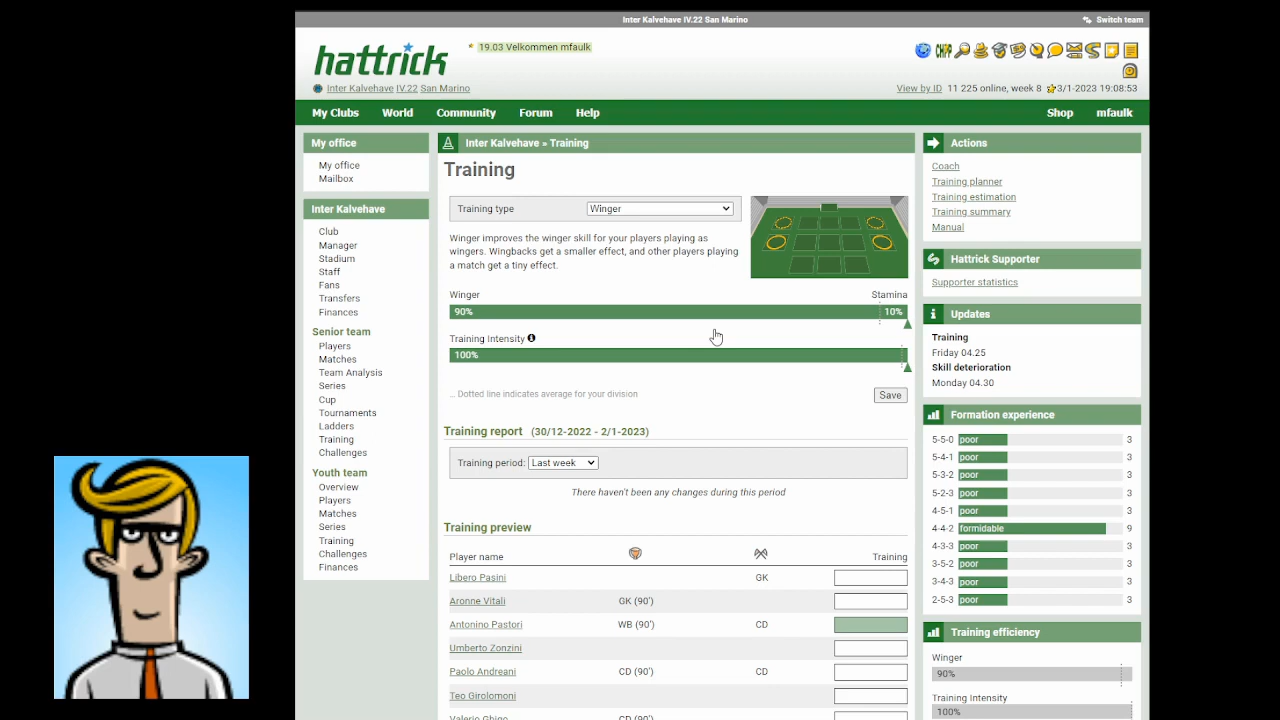 Inter Kalvehave IV.22 San Marino
Switch team
hattrick
19.03 Velkommen mfaulk
CHPP
Inter Kalvehave IV.22 San Marino
View by ID 11 225 online, week 8 3/1-2023 19:08:53
My Clubs World Community Forum Help Shop mfaulk
My office
My office
Mailbox
Inter Kalvehave
Club
Manager
Stadium
Staff
Fans
Transfers
Finances
Senior team
Players
Matches
Team Analysis
Series
Cup
Tournaments
Ladders
Training
Challenges
Youth team
Overview
Players
Matches
Series
Training
Challenges
Finances
Inter Kalvehave » Training
Training
Training type Winger
Winger improves the winger skill for your players playing as
wingers. Wingbacks get a smaller effect, and other players playing
a match get a tiny effect.
Winger Stamina
90% 10%
Training Intensity
100%
... Dotted line indicates average for your division
Save
Training report (30/12-2022 - 2/1-2023)
Training period: Last week
There haven't been any changes during this period
Training preview
Player name Training
Libero Pasini GK
Aronne Vitali GK (90')
Antonino Pastori WB (90') CD
Umberto Zonzini
Paolo Andreani CD (90') CD
Teo Girolomoni
Valerio Ghino CD (90')
Actions
Coach
Training planner
Training estimation
Training summary
Manual
Hattrick Supporter
Supporter statistics
Updates
Training
Friday 04.25
Skill deterioration
Monday 04.30
Formation experience
5-5-0 poor 3
5-4-1 poor 3
5-3-2 poor 3
5-2-3 poor 3
4-5-1 poor 3
4-4-2 formidable 9
4-3-3 poor 3
3-5-2 poor 3
3-4-3 poor 3
2-5-3 poor 3
Training efficiency
Winger
90%
Training Intensity
100%